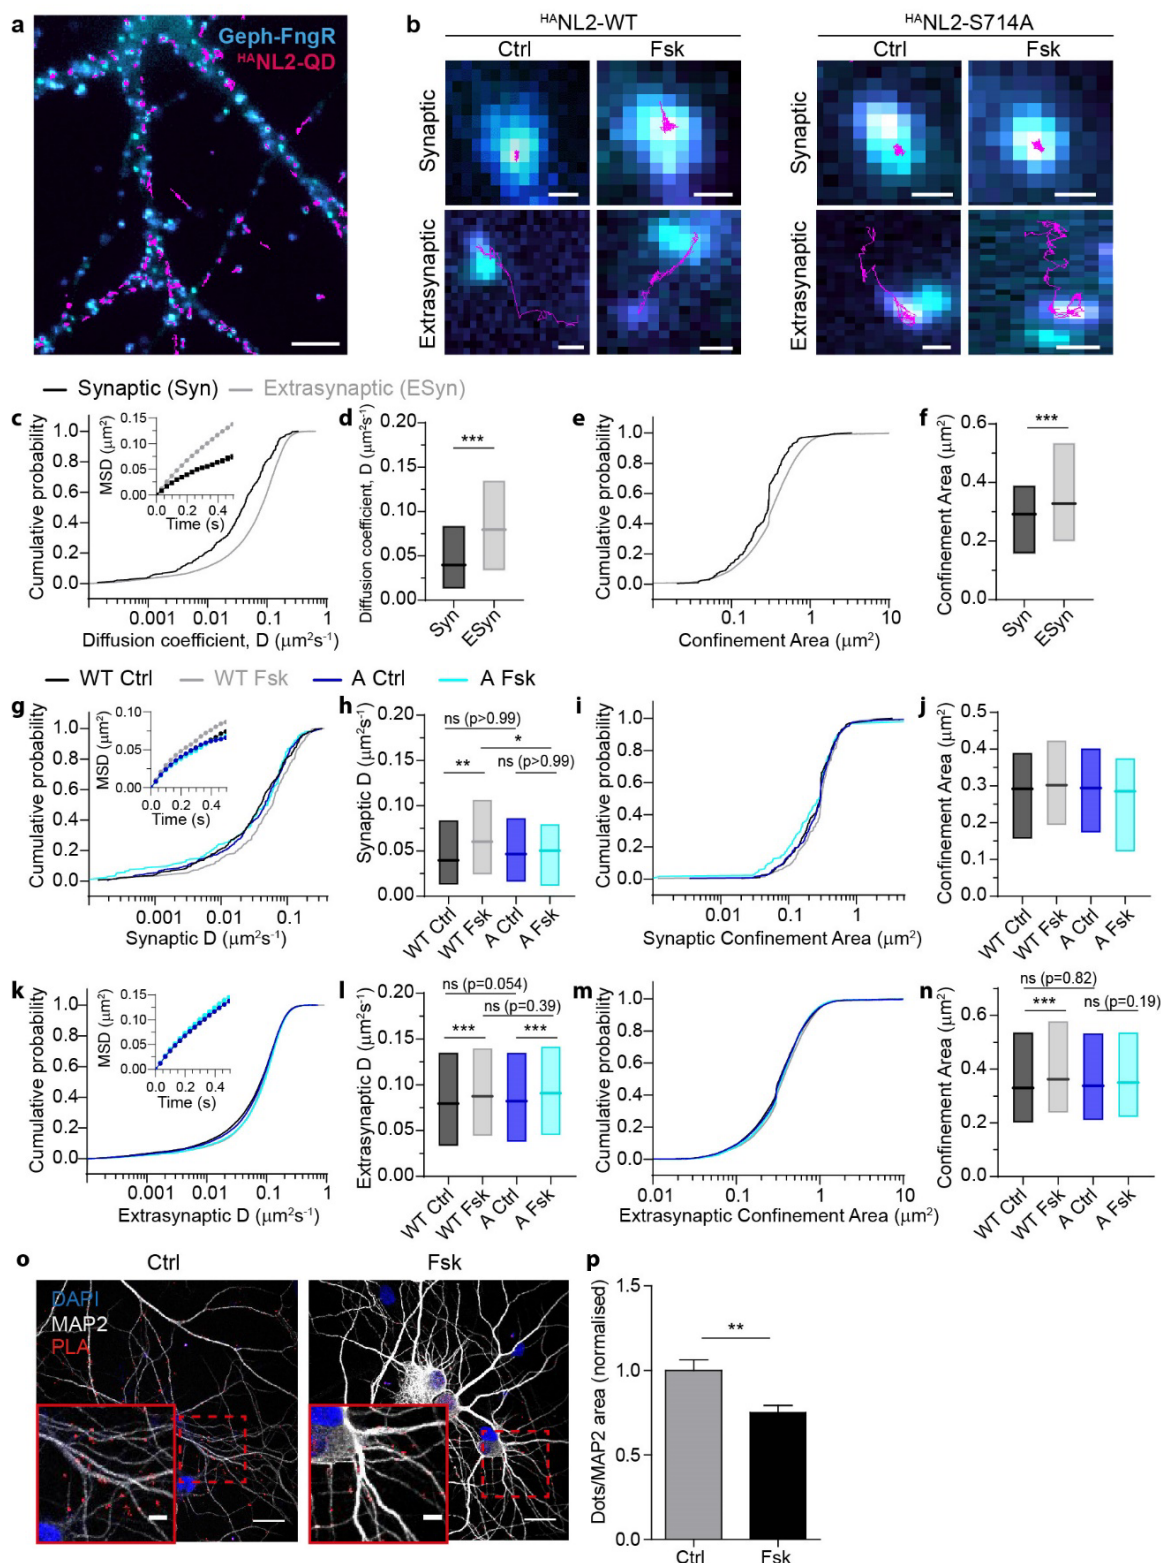 a
Geph-FngR
HANL2-QD
b
HANL2-WT
HANL2-S714A
Ctrl
Fsk
Ctrl
Fsk
Synaptic
Synaptic
Extrasynaptic
Extrasynaptic
Synaptic (Syn)
Extrasynaptic (ESyn)
c
Cumulative probability
1.0
0.8
0.6
0.4
0.2
0.0
MSD (µm²)
0.15
0.10
0.05
0.00
0.0 0.2 0.4
Time (s)
0.001 0.01 0.1 1
Diffusion coefficient, D (µm²s⁻¹)
d
Diffusion coefficient, D (µm²s⁻¹)
0.20
0.15
0.10
0.05
0.00
***
Syn
ESyn
e
Cumulative probability
1.0
0.8
0.6
0.4
0.2
0.0
0.1 1 10
Confinement Area (µm²)
f
Confinement Area (µm²)
0.6
0.4
0.2
0.0
***
Syn
ESyn
WT Ctrl
WT Fsk
A Ctrl
A Fsk
g
Cumulative probability
1.0
0.8
0.6
0.4
0.2
0.0
MSD (µm²)
0.10
0.05
0.00
0.0 0.2 0.4
Time (s)
0.001 0.01 0.1
Synaptic D (µm²s⁻¹)
h
Synaptic D (µm²s⁻¹)
0.20
0.15
0.10
0.05
0.00
ns (p>0.99)
*
**
ns (p>0.99)
WT Ctrl
WT Fsk
A Ctrl
A Fsk
i
Cumulative probability
1.0
0.8
0.6
0.4
0.2
0.0
0.01 0.1 1
Synaptic Confinement Area (µm²)
j
Confinement Area (µm²)
0.5
0.4
0.3
0.2
0.3
0.0
WT Ctrl
WT Fsk
A Ctrl
A Fsk
k
Cumulative probability
1.0
0.8
0.6
0.4
0.2
0.0
MSD (µm²)
0.15
0.10
0.05
0.00
0.0 0.2 0.4
Time (s)
0.001 0.01 0.1 1
Extrasynaptic D (µm²s⁻¹)
l
Extrasynaptic D (µm²s⁻¹)
0.20
0.15
0.10
0.05
0.00
ns (p=0.054)
ns (p=0.39)
***
***
WT Ctrl
WT Fsk
A Ctrl
A Fsk
m
Cumulative probability
1.0
0.8
0.6
0.4
0.2
0.0
0.01 0.1 1 10
Extrasynaptic Confinement Area (µm²)
n
Confinement Area (µm²)
0.6
0.4
0.2
0.0
ns (p=0.82)
***
ns (p=0.19)
WT Ctrl
WT Fsk
A Ctrl
A Fsk
o
Ctrl
Fsk
DAPI
MAP2
PLA
p
Dots/MAP2 area (normalised)
1.5
1.0
0.5
0.0
**
Ctrl
Fsk